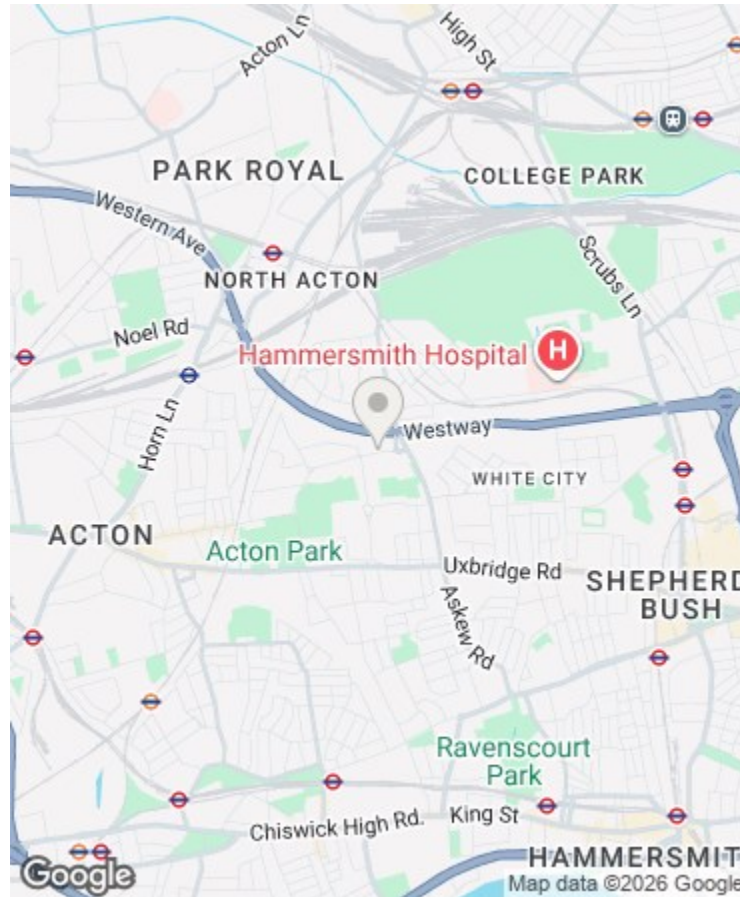 Acton Ln
High St
PARK ROYAL
COLLEGE PARK
Western Ave
Scrubs Ln
NORTH ACTON
Noel Rd
Hammersmith Hospital
H
Horn Ln
Westway
WHITE CITY
ACTON
Acton Park
Uxbridge Rd
SHEPHERD
BUSH
Askew Rd
Ravenscourt
Park
Chiswick High Rd.
King St
HAMMERSMIT
Google
Map data ©2026 Google